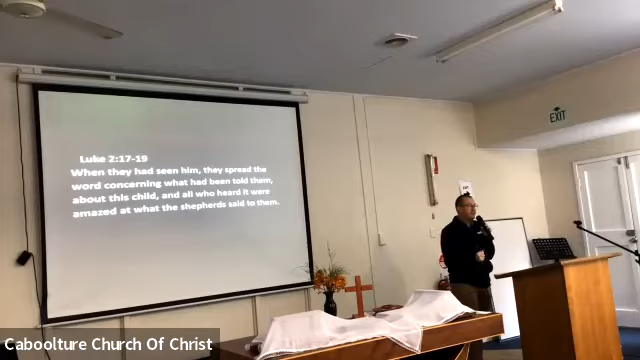 Luke 2:17-19
When they had seen him, they spread the
word concerning what had been told them,
about this child, and all who heard it were
amazed at what the shepherds said to them.
EXIT
Caboolture Church Of Christ